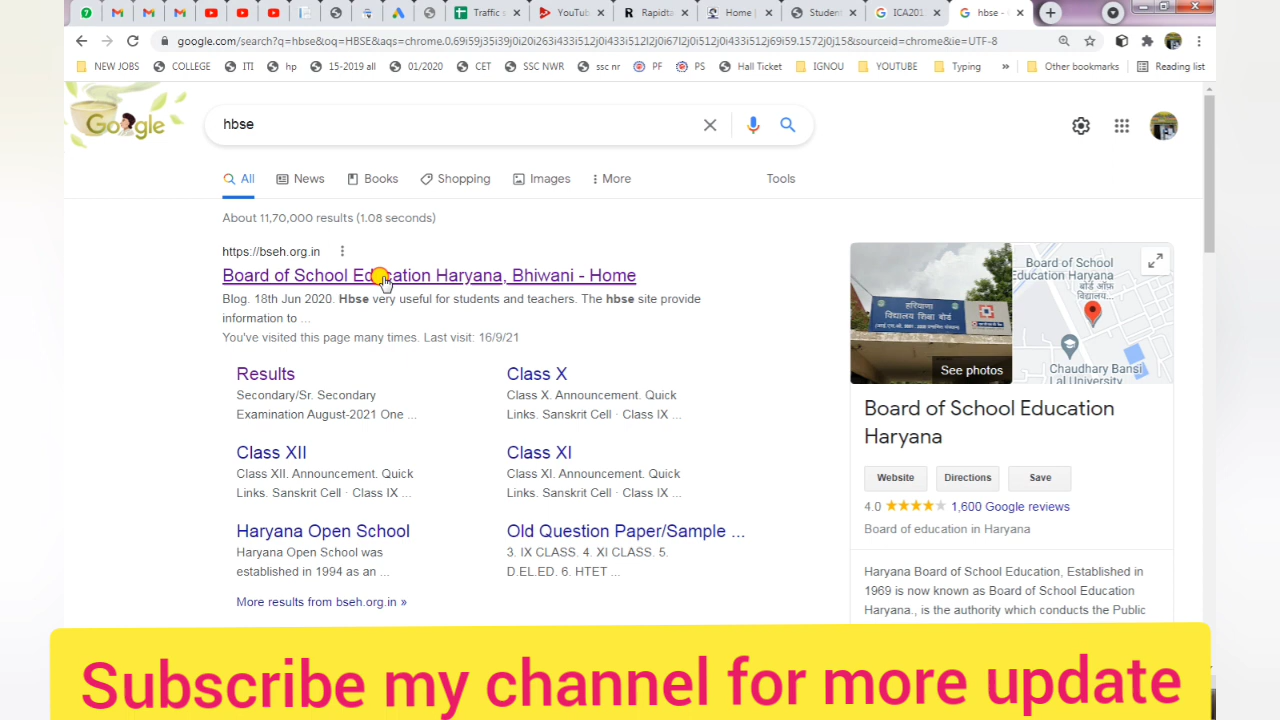 Traffic
YouTub
Rapidta
Home |
Student
ICA201
hbse -
google.com/search?q=hbse&oq=HBSE&aqs=chrome.0.69i59j35i39j0i20i263i433i512j0i433i512l2j0i67l2j0i512j0i433i512j69i59.1572j0j15&sourceid=chrome&ie=UTF-8
NEW JOBS COLLEGE ITI hp 15-2019 all 01/2020 CET SSC NWR ssc nr PF PS Hall Ticket IGNOU YOUTUBE Typing » Other bookmarks Reading list
Google
hbse
All News Books Shopping Images More Tools
About 11,70,000 results (1.08 seconds)
https://bseh.org.in
Board of School Education Haryana, Bhiwani - Home
Blog. 18th Jun 2020. Hbse very useful for students and teachers. The hbse site provide
information to ...
You've visited this page many times. Last visit: 16/9/21
Results
Secondary/Sr. Secondary
Examination August-2021 One ...
Class X
Class X. Announcement. Quick
Links. Sanskrit Cell · Class IX ...
Class XII
Class XII. Announcement. Quick
Links. Sanskrit Cell · Class IX ...
Class XI
Class XI. Announcement. Quick
Links. Sanskrit Cell · Class IX ...
Haryana Open School
Haryana Open School was
established in 1994 as an ...
Old Question Paper/Sample ...
3. IX CLASS. 4. XI CLASS. 5.
D.EL.ED. 6. HTET ...
More results from bseh.org.in »
हरियाणा
विद्यालय शिक्षा बोर्ड
See photos
Board of School
Education Haryana
बोर्ड ऑफ़
विद्यालय...
Chaudhary Bansi
Lal University
Board of School Education
Haryana
Website Directions Save
4.0 ★★★★★ 1,600 Google reviews
Board of education in Haryana
Haryana Board of School Education, Established in
1969 is now known as Board of School Education
Haryana., is the authority which conducts the Public
Subscribe my channel for more update